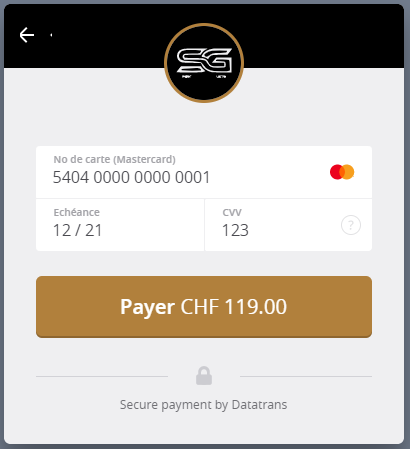 SG
No de carte (Mastercard)
5404 0000 0000 0001
Echéance
12 / 21
CVV
123
?
Payer CHF 119.00
Secure payment by Datatrans